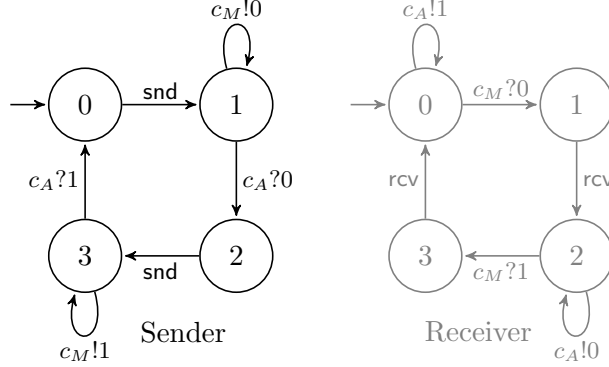 c_M!0
c_A!1
0
snd
1
0
c_M?0
1
c_A?1
c_A?0
rcv
rcv
3
snd
2
3
c_M?1
2
c_M!1
Sender
Receiver
c_A!0